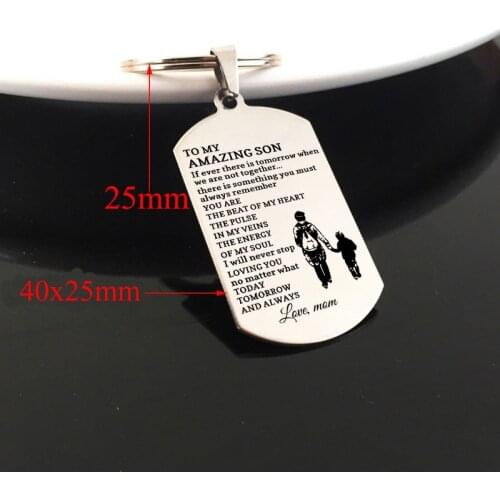 TO MY
AMAZING SON
If ever there is tomorrow when
we are not together...
there is something you must
always remember
YOU ARE
THE BEAT OF MY HEART
THE PULSE
IN MY VEINS
THE ENERGY
OF MY SOUL
I will never stop
LOVING YOU
no matter what
TODAY
TOMORROW
AND ALWAYS
Love, mom
25mm
40x25mm